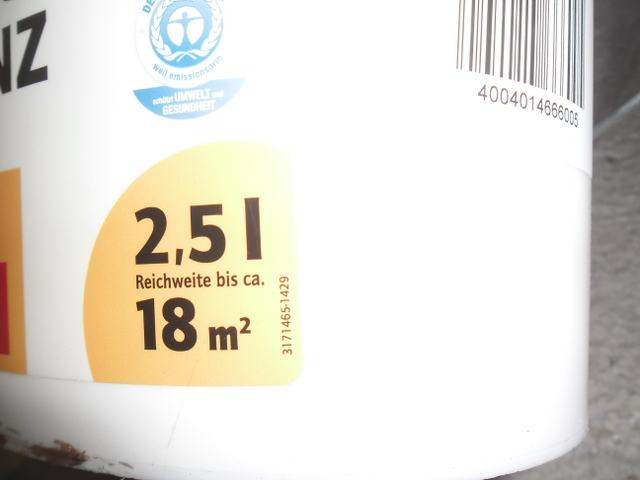 NZ
weil emissionsarm
schützt UMWELT und
GESUNDHEIT
4004014666005
2,5 l
Reichweite bis ca.
18 m²
3171465-1429